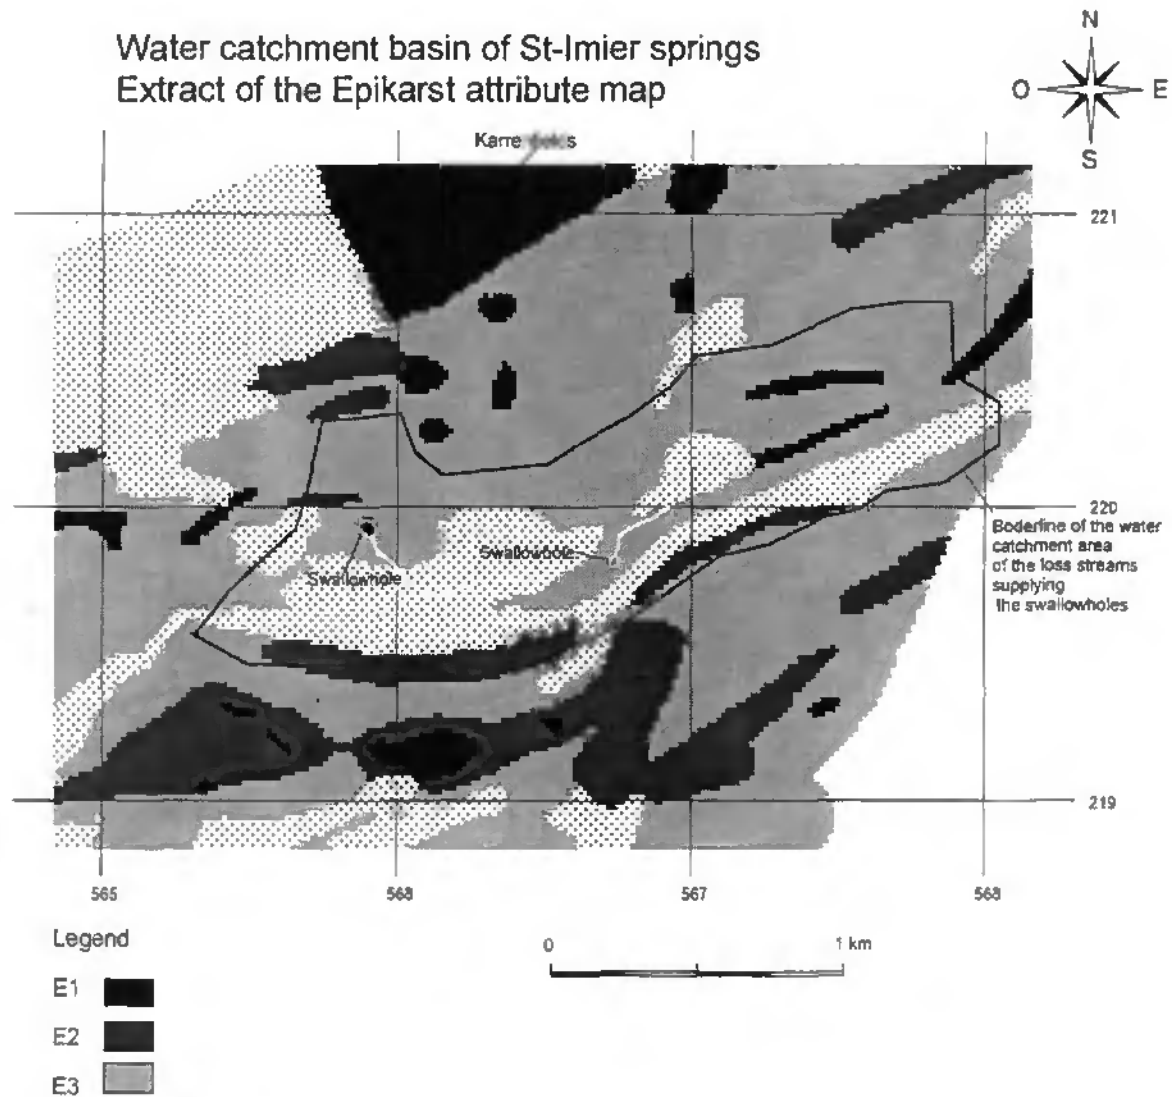 Water catchment basin of St-Imier springs
Extract of the Epikarst attribute map
N
O
E
S
221
220
219
Swallowhole
Swallowhole
Boderline of the water
catchment area
of the loss streams
supplying
the swallowholes
565
566
567
568
Legend
0
1 km
E1
E2
E3